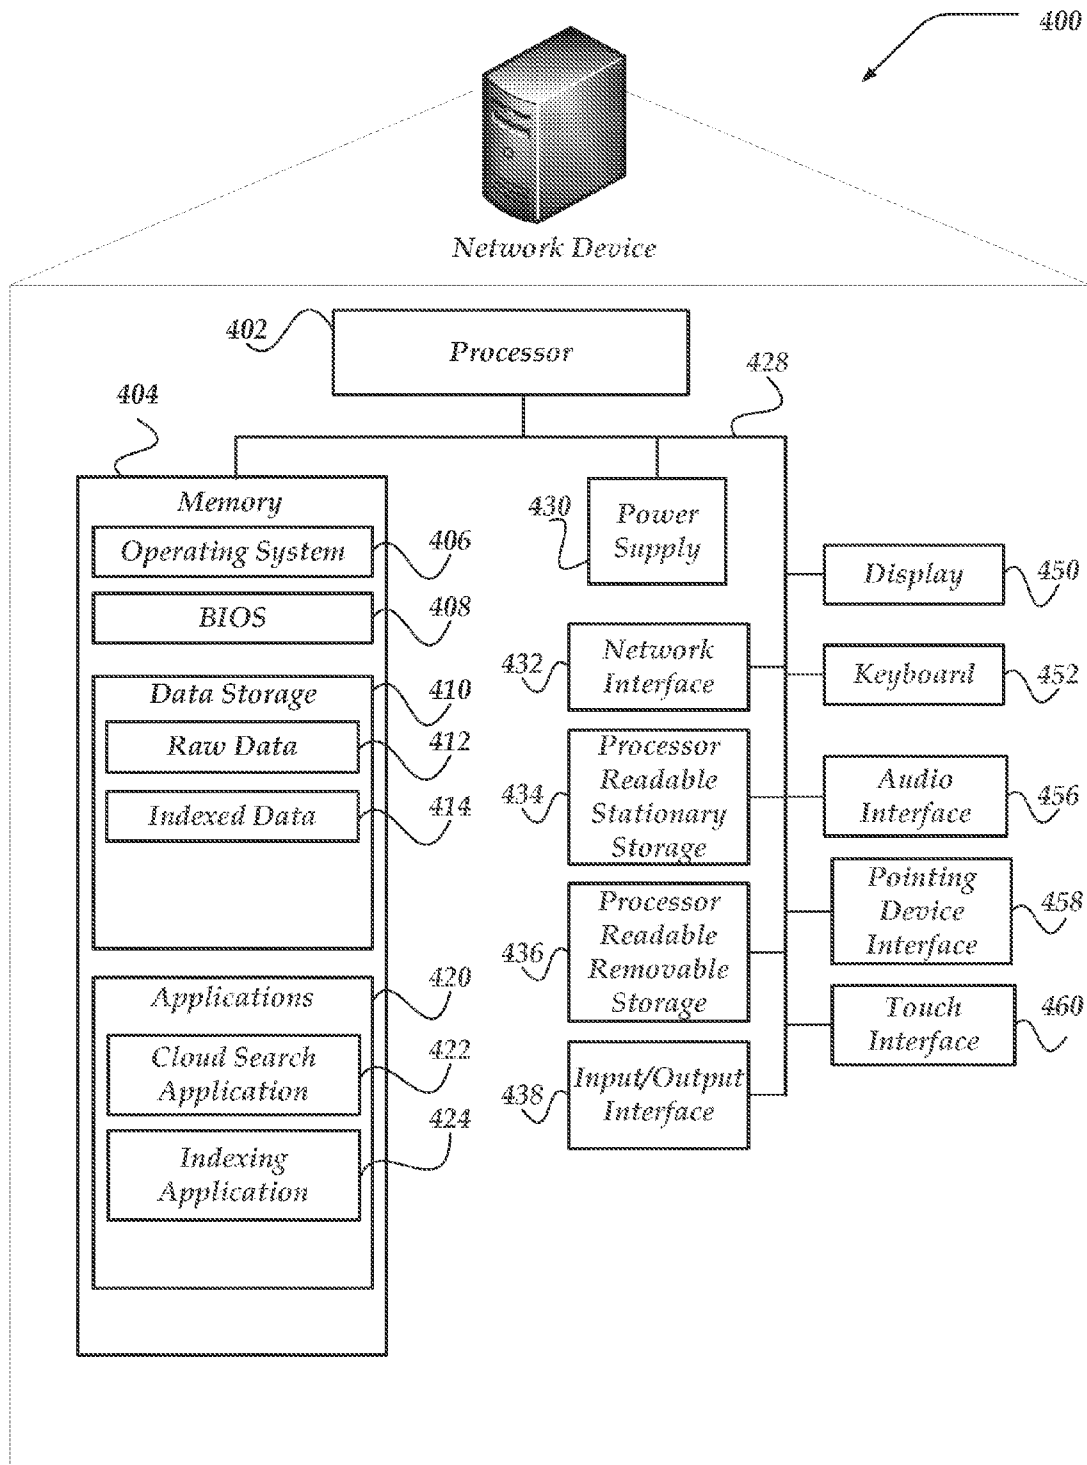 400
Network Device
402
Processor
428
404
Memory
Operating System
406
BIOS
408
Data Storage
410
Raw Data
412
Indexed Data
414
Applications
420
Cloud Search
Application
422
Indexing
Application
424
430
Power
Supply
432
Network
Interface
434
Processor
Readable
Stationary
Storage
436
Processor
Readable
Removable
Storage
438
Input/Output
Interface
Display
450
Keyboard
452
Audio
Interface
456
Pointing
Device
Interface
458
Touch
Interface
460